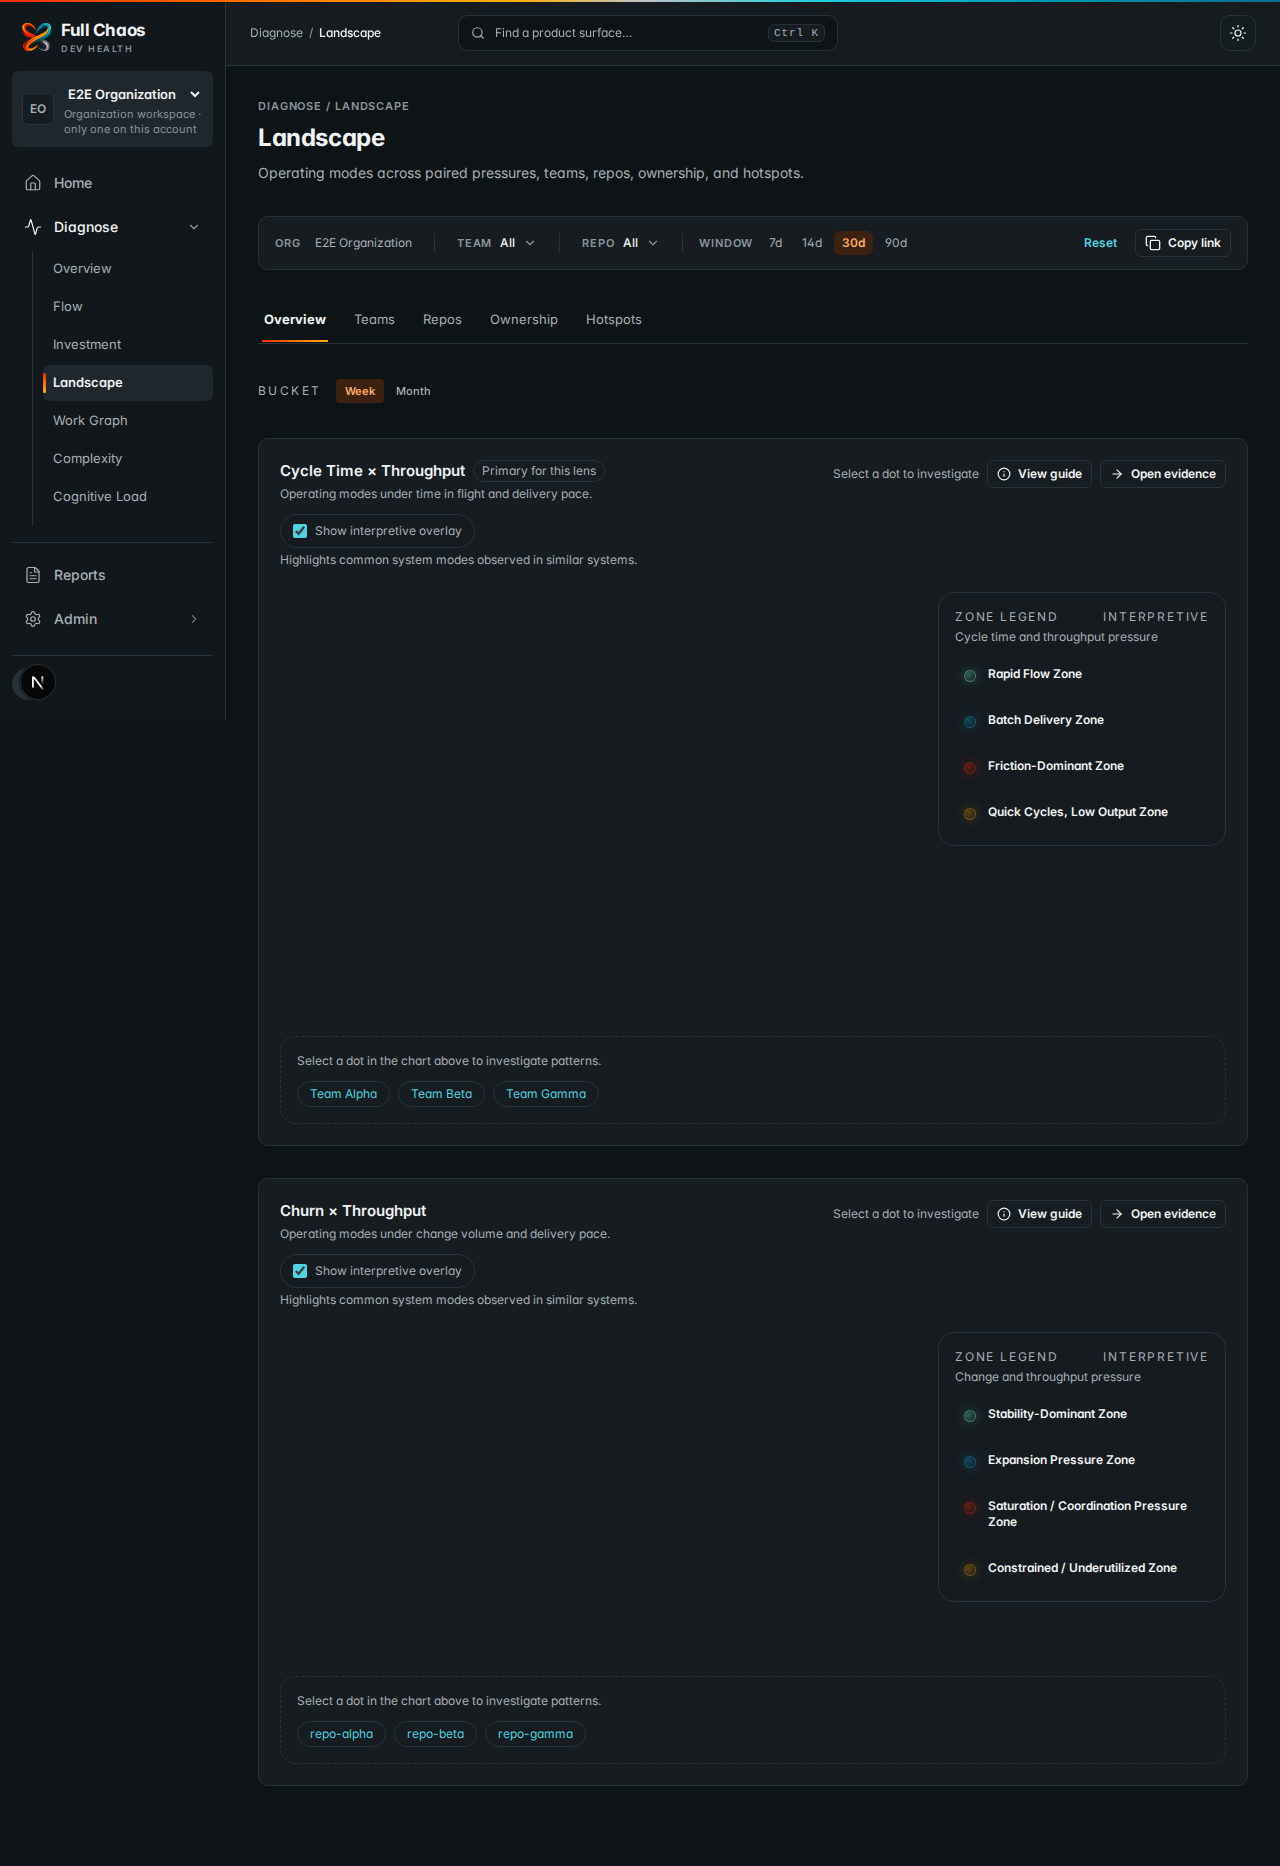 Full Chaos
DEV HEALTH
Diagnose / Landscape
Find a product surface...
Ctrl K
EO
E2E Organization
Organization workspace ·
only one on this account
Home
Diagnose
Overview
Flow
Investment
Landscape
Work Graph
Complexity
Cognitive Load
Reports
Admin
N
DIAGNOSE / LANDSCAPE
Landscape
Operating modes across paired pressures, teams, repos, ownership, and hotspots.
ORG E2E Organization TEAM All REPO All WINDOW 7d 14d 30d 90d Reset Copy link
Overview Teams Repos Ownership Hotspots
BUCKET Week Month
Cycle Time × Throughput Primary for this lens
Select a dot to investigate View guide Open evidence
Operating modes under time in flight and delivery pace.
Show interpretive overlay
Highlights common system modes observed in similar systems.
ZONE LEGEND INTERPRETIVE
Cycle time and throughput pressure
Rapid Flow Zone
Batch Delivery Zone
Friction-Dominant Zone
Quick Cycles, Low Output Zone
Select a dot in the chart above to investigate patterns.
Team Alpha Team Beta Team Gamma
Churn × Throughput
Select a dot to investigate View guide Open evidence
Operating modes under change volume and delivery pace.
Show interpretive overlay
Highlights common system modes observed in similar systems.
ZONE LEGEND INTERPRETIVE
Change and throughput pressure
Stability-Dominant Zone
Expansion Pressure Zone
Saturation / Coordination Pressure
Zone
Constrained / Underutilized Zone
Select a dot in the chart above to investigate patterns.
repo-alpha repo-beta repo-gamma